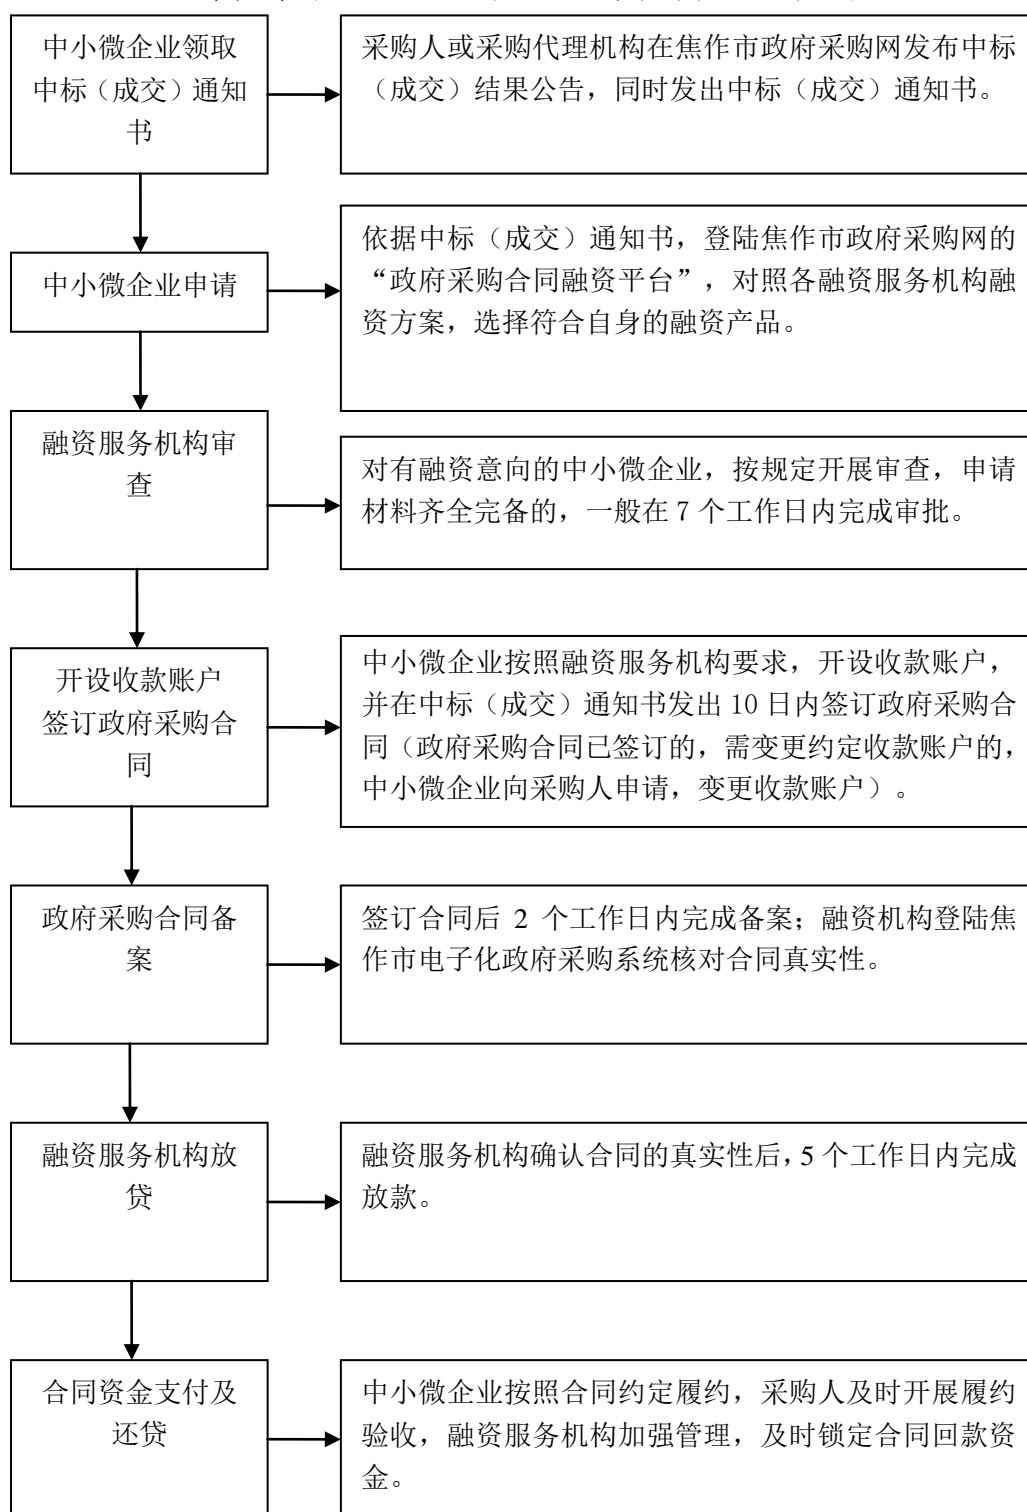 中小微企业领取
中标（成交）通知
书
采购人或采购代理机构在焦作市政府采购网发布中标
（成交）结果公告，同时发出中标（成交）通知书。
中小微企业申请
依据中标（成交）通知书，登陆焦作市政府采购网的
“政府采购合同融资平台”，对照各融资服务机构融
资方案，选择符合自身的融资产品。
融资服务机构审
查
对有融资意向的中小微企业，按规定开展审查，申请
材料齐全完备的，一般在 7 个工作日内完成审批。
开设收款账户
签订政府采购合
同
中小微企业按照融资服务机构要求，开设收款账户，
并在中标（成交）通知书发出 10 日内签订政府采购合
同（政府采购合同已签订的，需变更约定收款账户的，
中小微企业向采购人申请，变更收款账户）。
政府采购合同备
案
签订合同后 2 个工作日内完成备案；融资机构登陆焦
作市电子化政府采购系统核对合同真实性。
融资服务机构放
贷
融资服务机构确认合同的真实性后，5 个工作日内完成
放款。
合同资金支付及
还贷
中小微企业按照合同约定履约，采购人及时开展履约
验收，融资服务机构加强管理，及时锁定合同回款资
金。